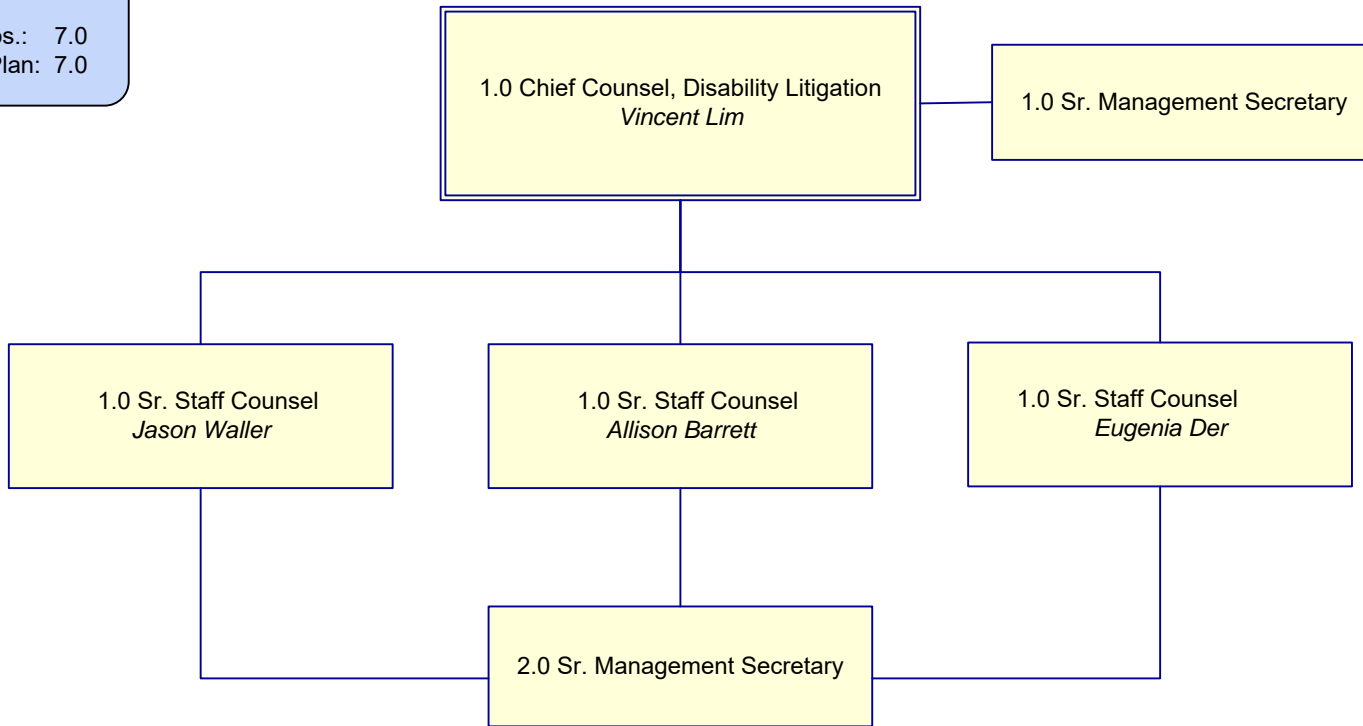 7.0
7.0
1.0 Chief Counsel, Disability Litigation
Vincent Lim
1.0 Sr. Management Secretary
1.0 Sr. Staff Counsel
Jason Waller
1.0 Sr. Staff Counsel
Allison Barrett
1.0 Sr. Staff Counsel
Eugenia Der
2.0 Sr. Management Secretary